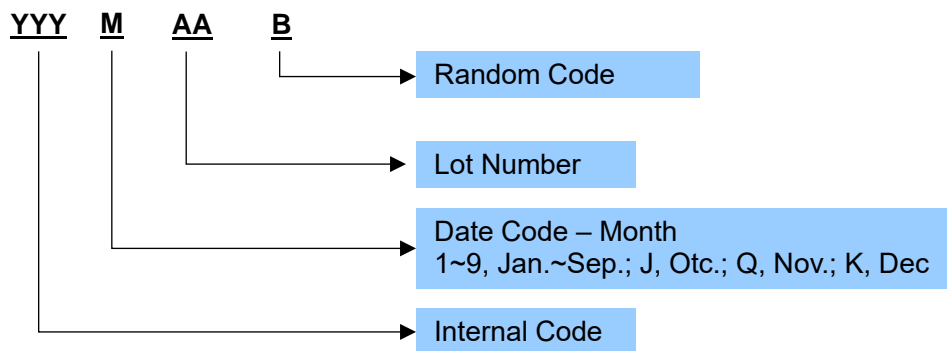 YYY M AA B
Random Code
Lot Number
Date Code – Month
1~9, Jan.~Sep.; J, Otc.; Q, Nov.; K, Dec
Internal Code